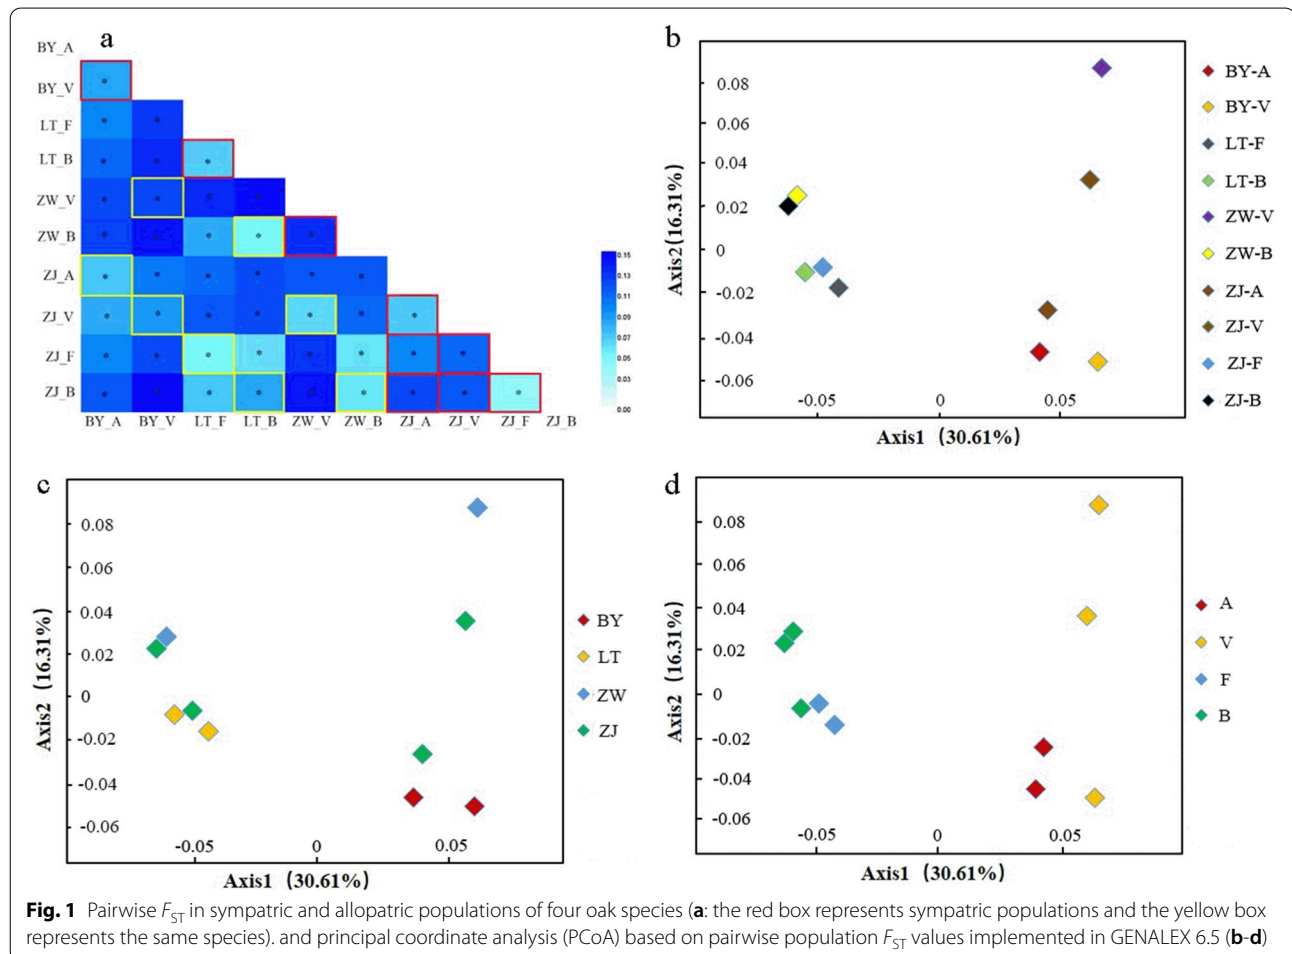 a
BY_A
BY_V
LT_F
LT_B
ZW_V
ZW_B
ZJ_A
ZJ_V
ZJ_F
ZJ_B
BY_A BY_V LT_F LT_B ZW_V ZW_B ZJ_A ZJ_V ZJ_F ZJ_B
0.15
0.13
0.11
0.09
0.07
0.05
0.03
0.00
b
0.08
0.06
0.04
0.02
0
-0.02
-0.04
-0.06
-0.05 0 0.05
Axis2 (16.31%)
Axis1 (30.61%)
BY-A
BY-V
LT-F
LT-B
ZW-V
ZW-B
ZJ-A
ZJ-V
ZJ-F
ZJ-B
c
0.08
0.06
0.04
0.02
0
-0.02
-0.04
-0.06
-0.05 0 0.05
Axis2 (16.31%)
Axis1 (30.61%)
BY
LT
ZW
ZJ
d
0.08
0.06
0.04
0.02
0
-0.02
-0.04
-0.06
-0.05 0 0.05
Axis2 (16.31%)
Axis1 (30.61%)
A
V
F
B
Fig. 1 Pairwise FST in sympatric and allopatric populations of four oak species (a: the red box represents sympatric populations and the yellow box
represents the same species). and principal coordinate analysis (PCoA) based on pairwise population FST values implemented in GENALEX 6.5 (b-d)